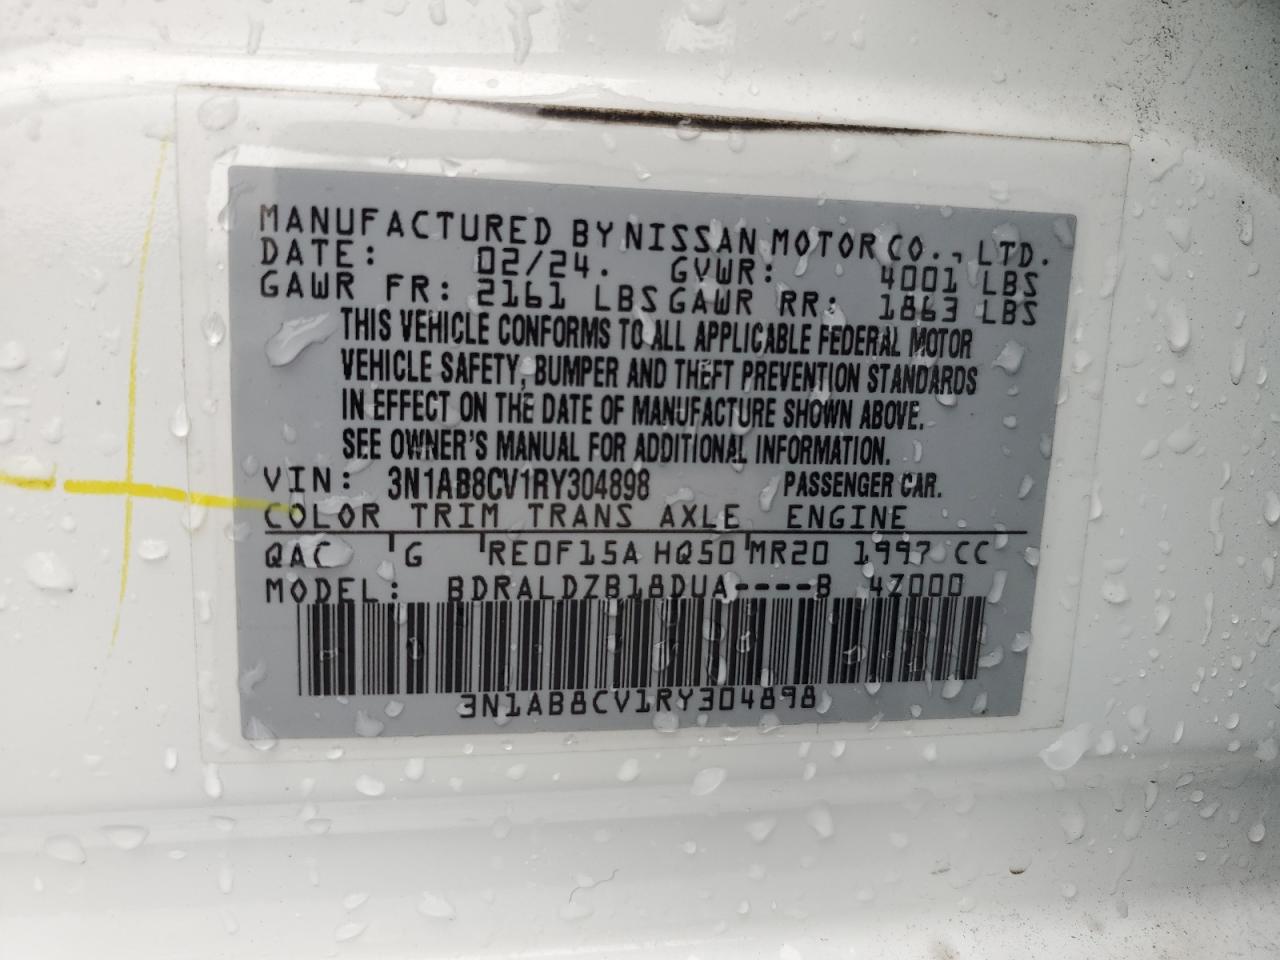 MANUFACTURED BY NISSAN MOTOR CO., LTD.
DATE: 02/24. GVWR: 4001 LBS
GAWR FR: 2161 LBS GAWR RR: 1863 LBS
THIS VEHICLE CONFORMS TO ALL APPLICABLE FEDERAL MOTOR
VEHICLE SAFETY, BUMPER AND THEFT PREVENTION STANDARDS
IN EFFECT ON THE DATE OF MANUFACTURE SHOWN ABOVE.
SEE OWNER'S MANUAL FOR ADDITIONAL INFORMATION.
VIN: 3N1AB8CV1RY304898 PASSENGER CAR.
COLOR TRIM TRANS AXLE ENGINE
QAC G RE0F15A HQ50 MR20 1997 CC
MODEL: BDRALDZB18DUA----B 4Z000
3N1AB8CV1RY304898